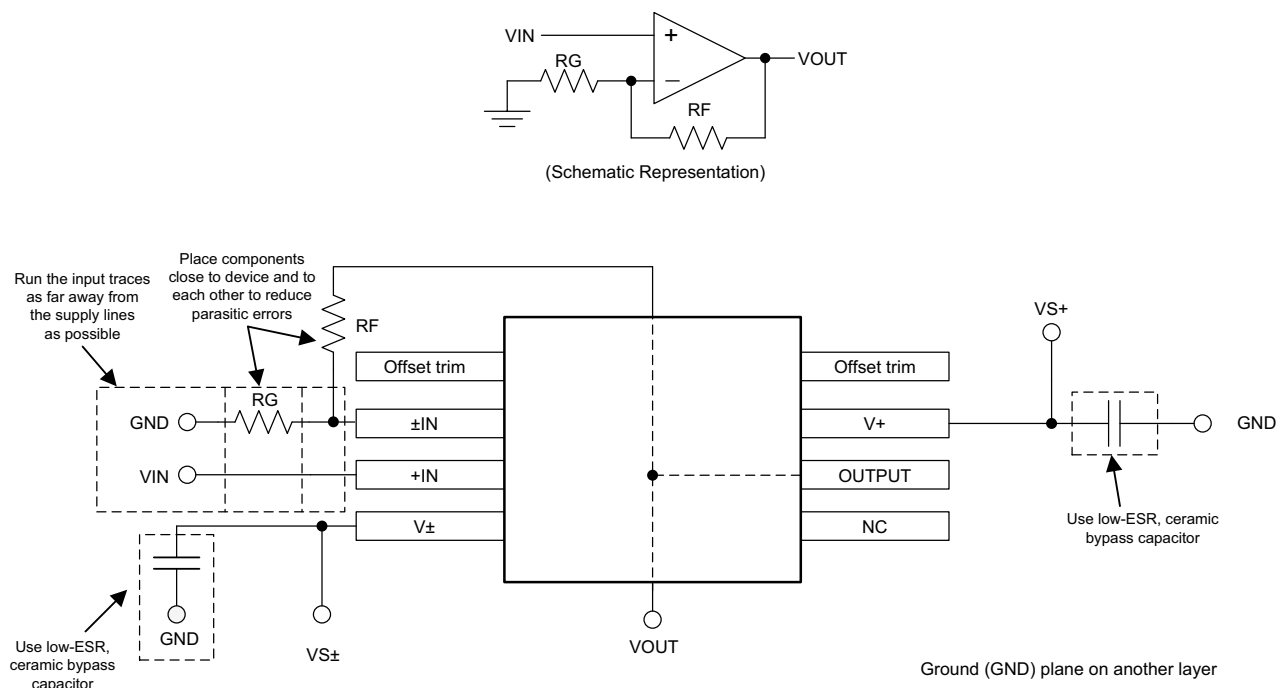 VIN
+
RG
−
VOUT
RF
(Schematic Representation)
Run the input traces
as far away from
the supply lines
as possible
Place components
close to device and to
each other to reduce
parasitic errors
RF
VS+
Offset trim
Offset trim
RG
GND
±IN
V+
GND
VIN
+IN
OUTPUT
V±
NC
Use low-ESR, ceramic
bypass capacitor
GND
VS±
VOUT
Use low-ESR,
ceramic bypass
capacitor
Ground (GND) plane on another layer